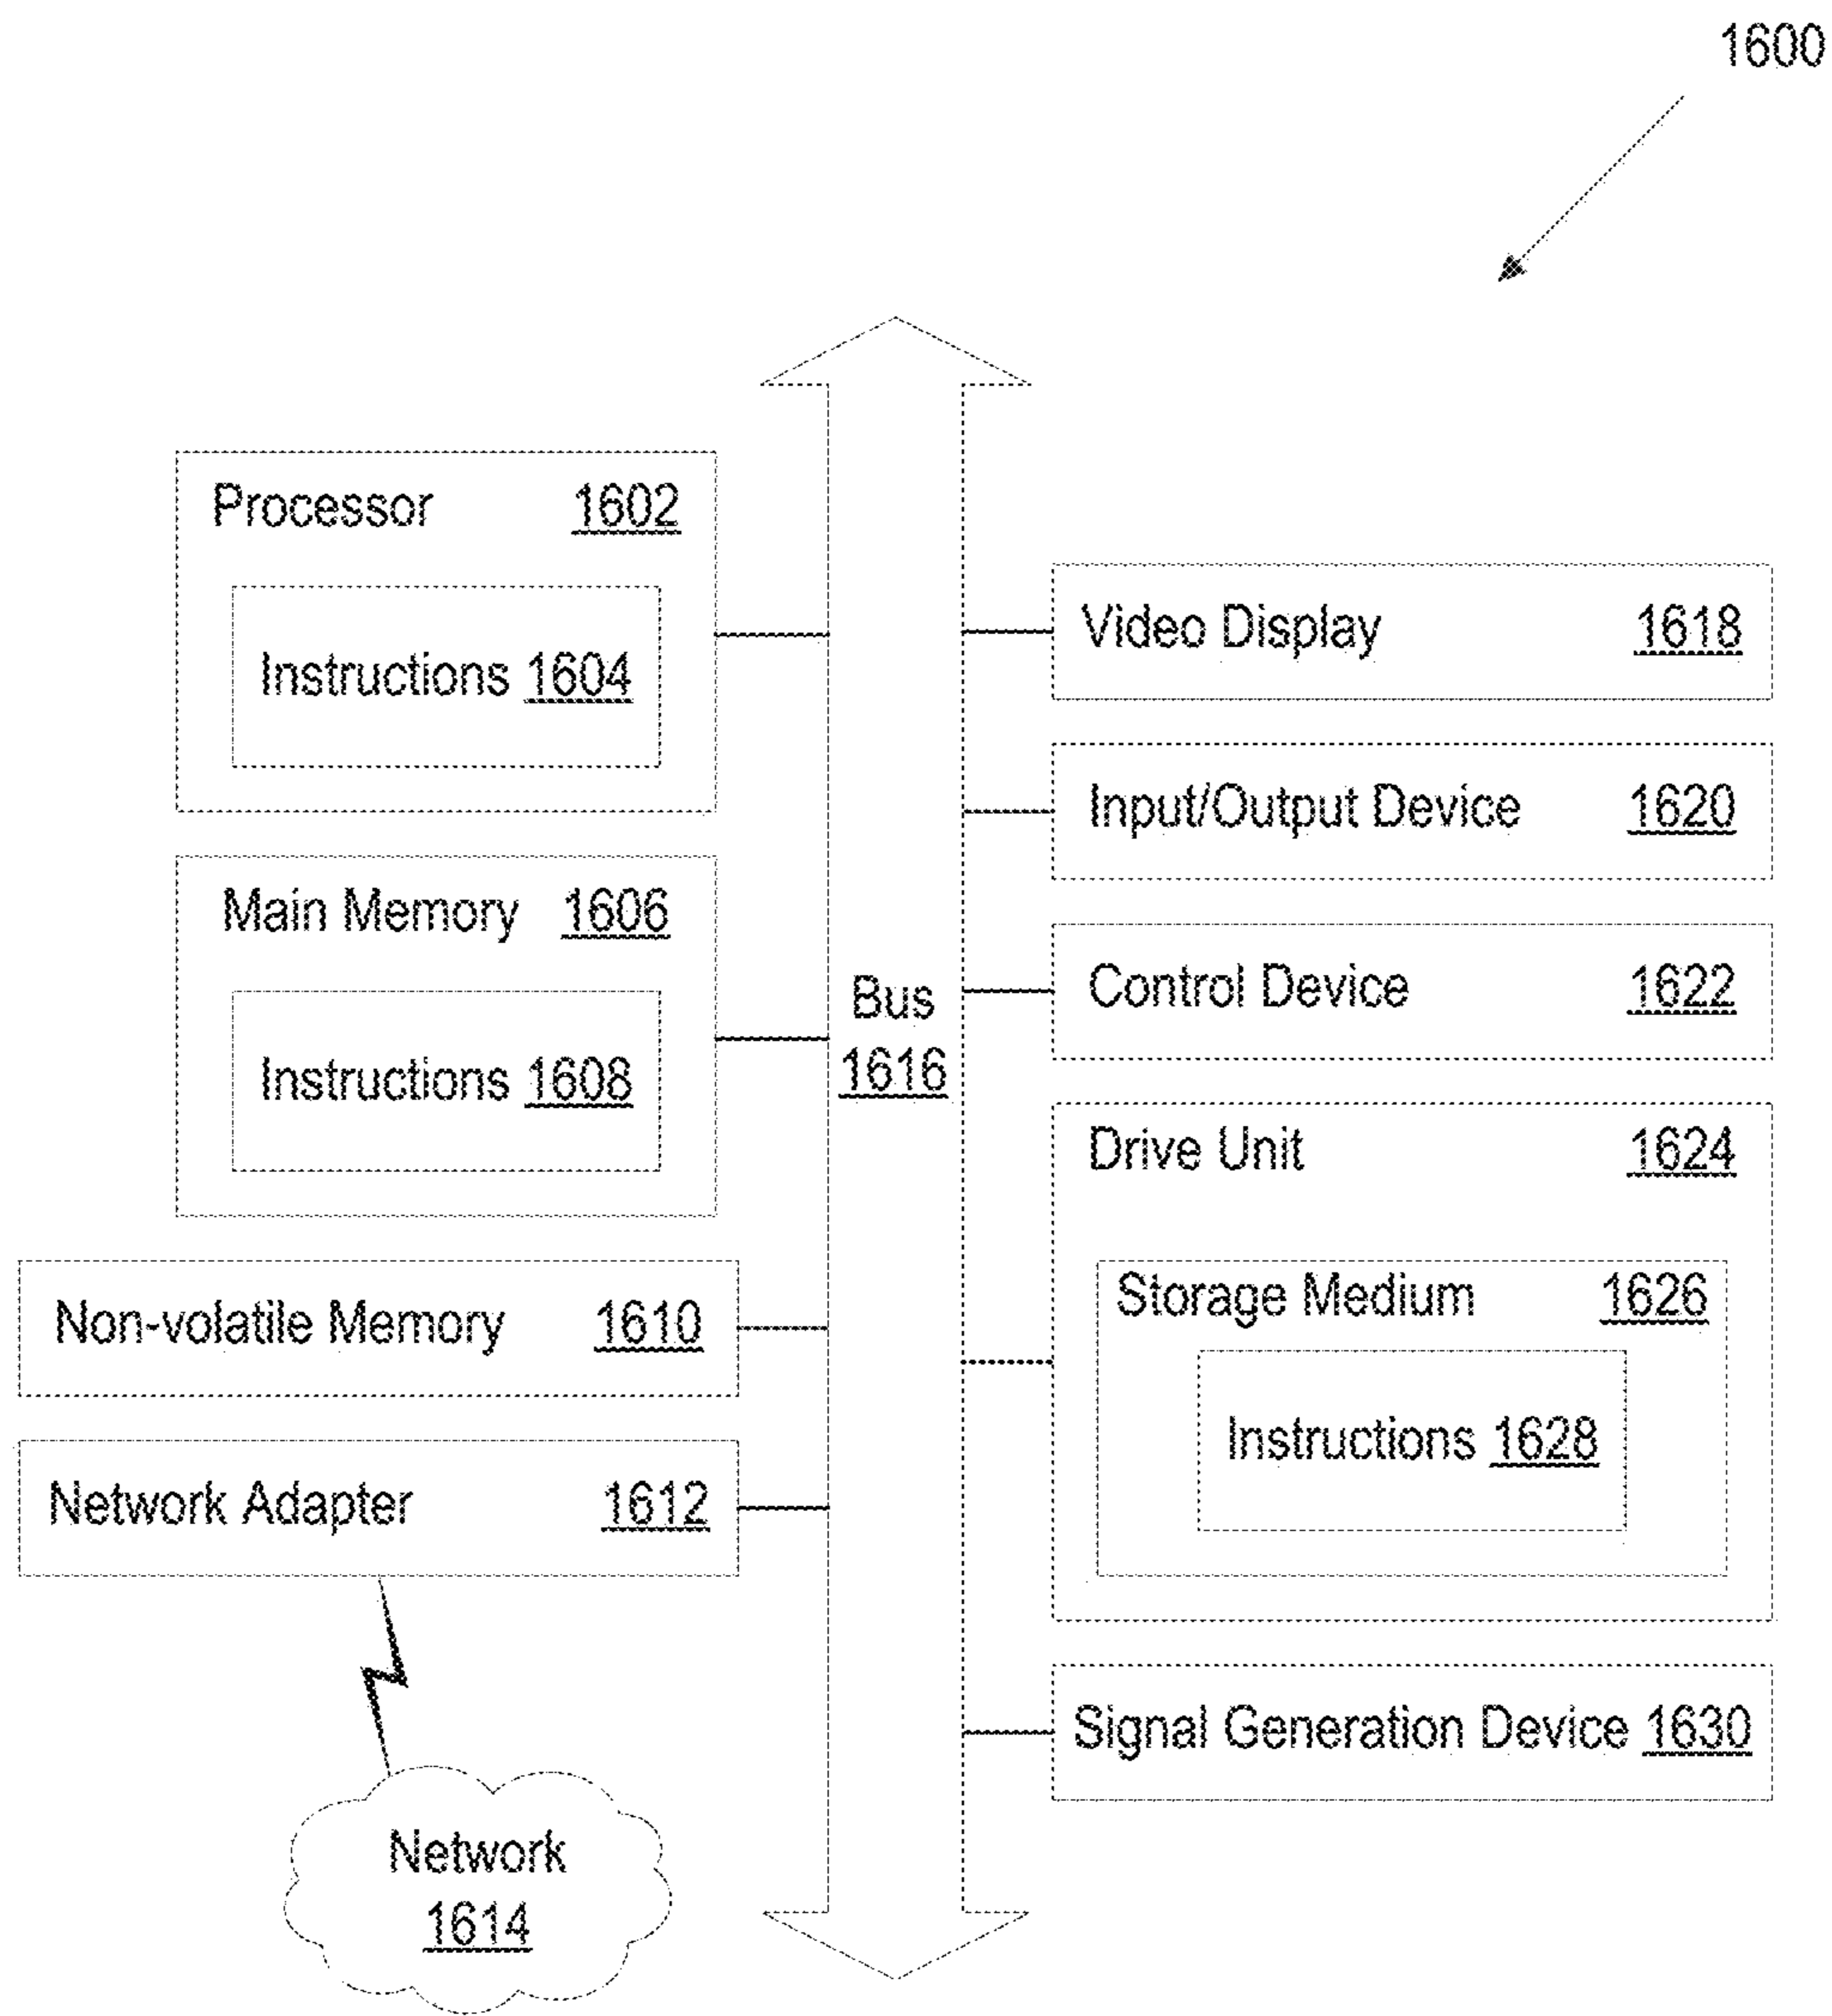 1600
Processor 1602
Instructions 1604
Main Memory 1606
Instructions 1608
Non-volatile Memory 1610
Network Adapter 1612
Network
1614
Bus
1616
Video Display 1618
Input/Output Device 1620
Control Device 1622
Drive Unit 1624
Storage Medium 1626
Instructions 1628
Signal Generation Device 1630